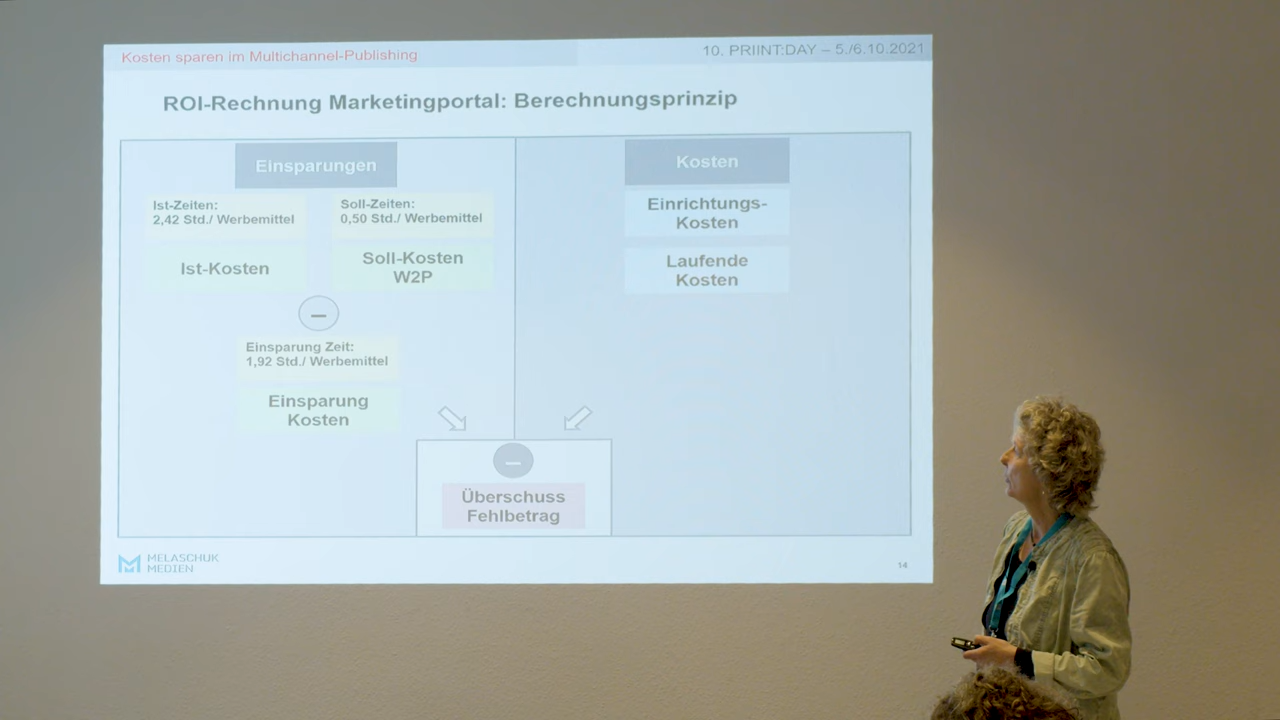 Kosten sparen im Multichannel-Publishing
10. PRIINT:DAY – 5./6.10.2021
ROI-Rechnung Marketingportal: Berechnungsprinzip
Einsparungen
Kosten
Ist-Zeiten:
2,42 Std./ Werbemittel
Soll-Zeiten:
0,50 Std./ Werbemittel
Einrichtungs-
Kosten
Ist-Kosten
Soll-Kosten
W2P
Laufende
Kosten
–
Einsparung Zeit:
1,92 Std./ Werbemittel
Einsparung
Kosten
–
Überschuss
Fehlbetrag
MELASCHUK
MEDIEN
14